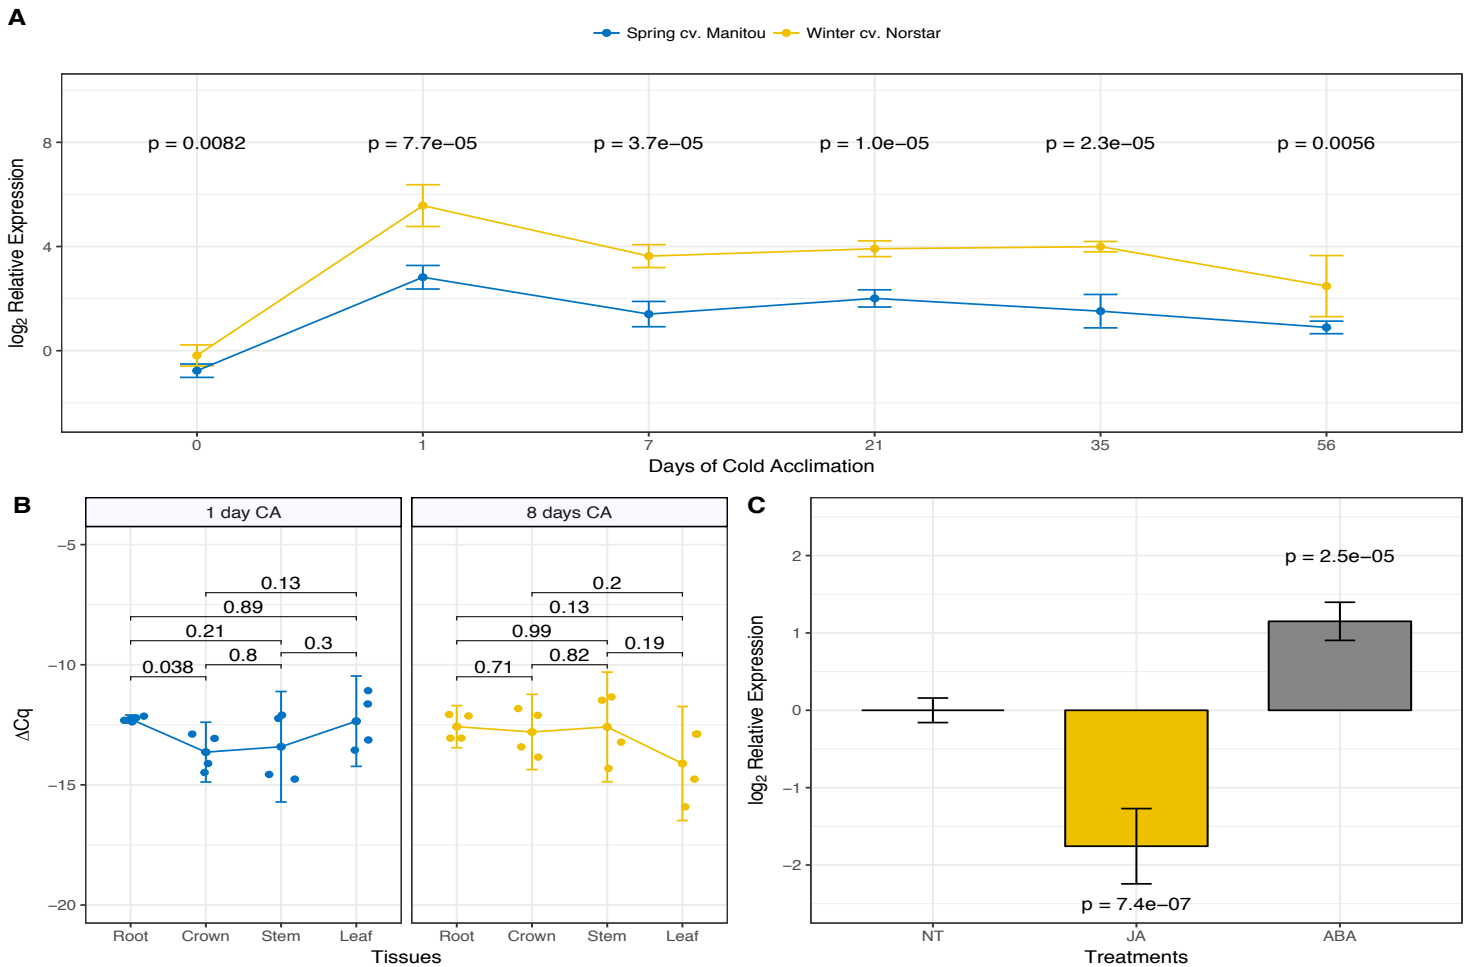 A
Spring cv. Manitou Winter cv. Norstar
p = 0.0082 p = 7.7e−05 p = 3.7e−05 p = 1.0e−05 p = 2.3e−05 p = 0.0056
8
4
0
log2 Relative Expression
0 1 7 21 35 56
Days of Cold Acclimation
B
1 day CA 8 days CA
−5
−10
−15
−20
ΔCq
0.13
0.89
0.21
0.3
0.8
0.038
0.2
0.13
0.99
0.19
0.82
0.71
Root Crown Stem Leaf Root Crown Stem Leaf
Tissues
C
2
1
0
−1
−2
log2 Relative Expression
p = 2.5e−05
p = 7.4e−07
NT JA ABA
Treatments